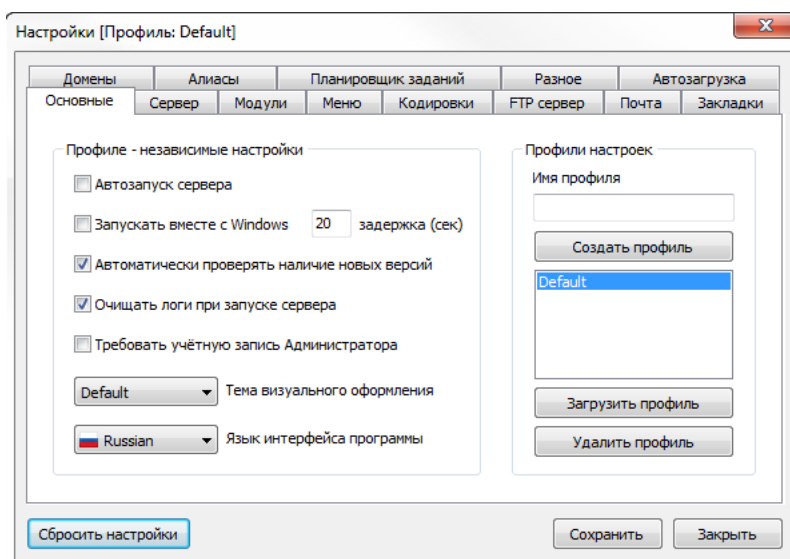 Настройки [Профиль: Default]
Домены Алиасы Планировщик заданий Разное Автозагрузка
Основные Сервер Модули Меню Кодировки FTP сервер Почта Закладки
Профиле - независимые настройки
Автозапуск сервера
Запускать вместе с Windows 20 задержка (сек)
Автоматически проверять наличие новых версий
Очищать логи при запуске сервера
Требовать учётную запись Администратора
Default Тема визуального оформления
Russian Язык интерфейса программы
Профили настроек
Имя профиля
Создать профиль
Default
Загрузить профиль
Удалить профиль
Сбросить настройки Сохранить Закрыть